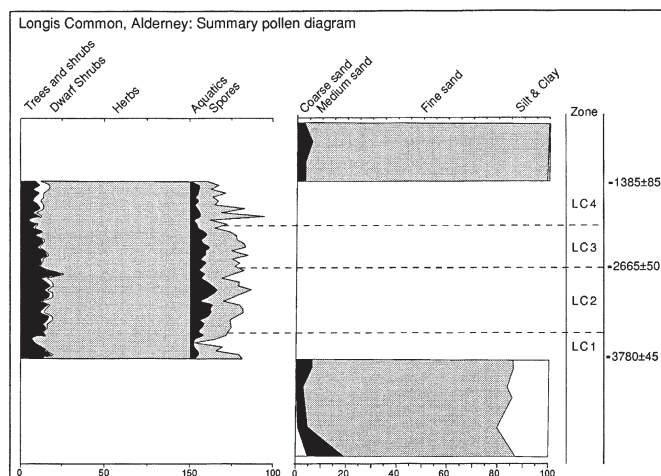 Longis Common, Alderney: Summary pollen diagram
Trees and shrubs
Dwarf Shrubs
Herbs
Aquatics
Spores
Coarse sand
Medium sand
Fine sand
Silt & Clay
Zone
1385±85
LC4
LC3
2665±50
LC2
LC1
3780±45
0 50 150 100
0 20 40 60 80 100